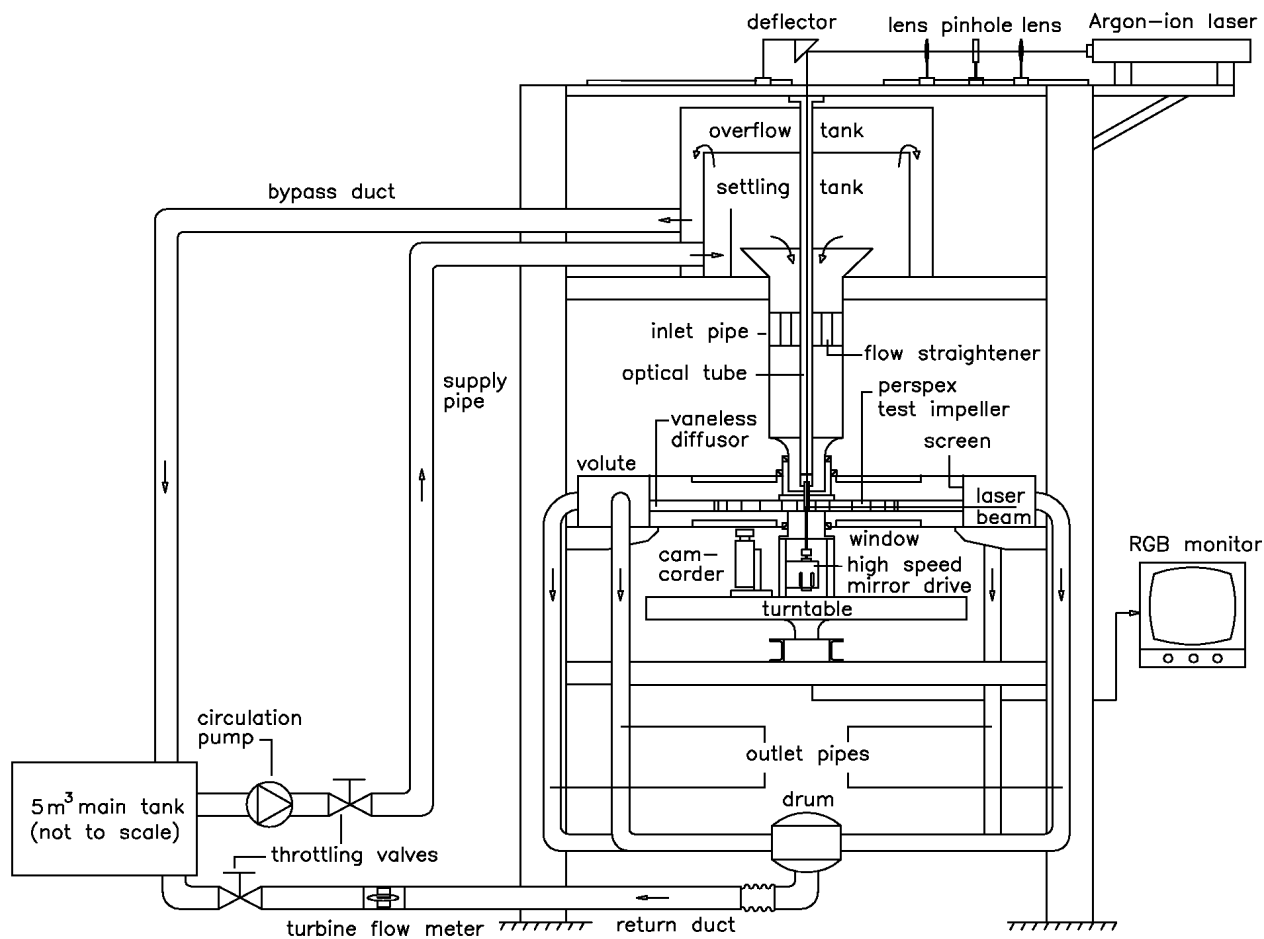 deflector
lens pinhole lens
Argon-ion laser
overflow tank
bypass duct
settling tank
inlet pipe
flow straightener
optical tube
supply
pipe
perspex
test impeller
vaneless
diffusor
screen
volute
laser
beam
window
cam-
corder
high speed
mirror drive
RGB monitor
turntable
circulation
pump
outlet pipes
5m³ main tank
(not to scale)
drum
throttling valves
turbine flow meter
return duct